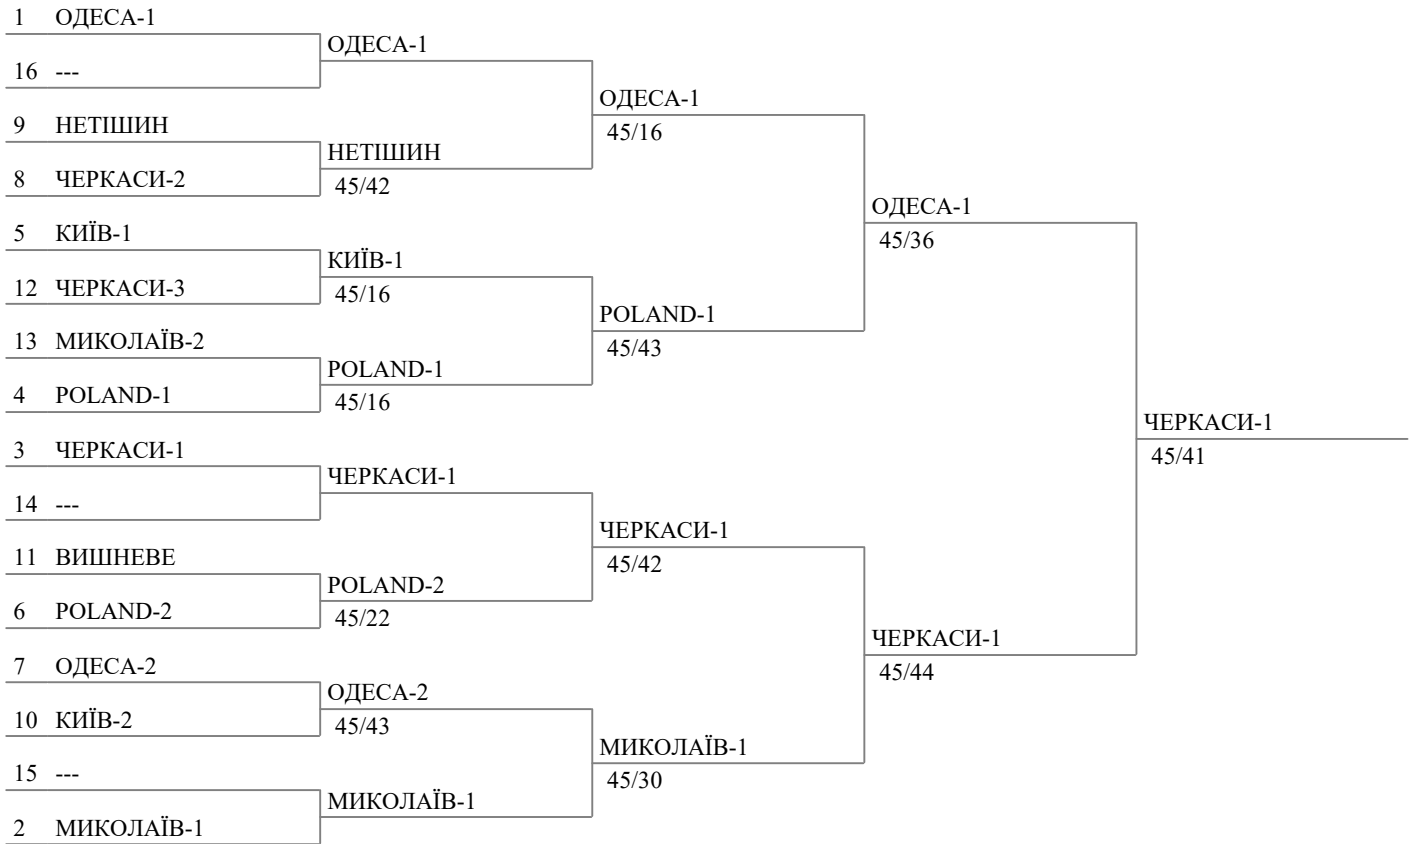 1 ОДЕСА-1
16 ---
9 НЕТІШИН
8 ЧЕРКАСИ-2
5 КИЇВ-1
12 ЧЕРКАСИ-3
13 МИКОЛАЇВ-2
4 POLAND-1
3 ЧЕРКАСИ-1
14 ---
11 ВИШНЕВЕ
6 POLAND-2
7 ОДЕСА-2
10 КИЇВ-2
15 ---
2 МИКОЛАЇВ-1
ОДЕСА-1
НЕТІШИН
45/42
КИЇВ-1
45/16
POLAND-1
45/16
ЧЕРКАСИ-1
POLAND-2
45/22
ОДЕСА-2
45/43
МИКОЛАЇВ-1
ОДЕСА-1
45/16
POLAND-1
45/43
ЧЕРКАСИ-1
45/42
МИКОЛАЇВ-1
45/30
ОДЕСА-1
45/36
ЧЕРКАСИ-1
45/44
ЧЕРКАСИ-1
45/41